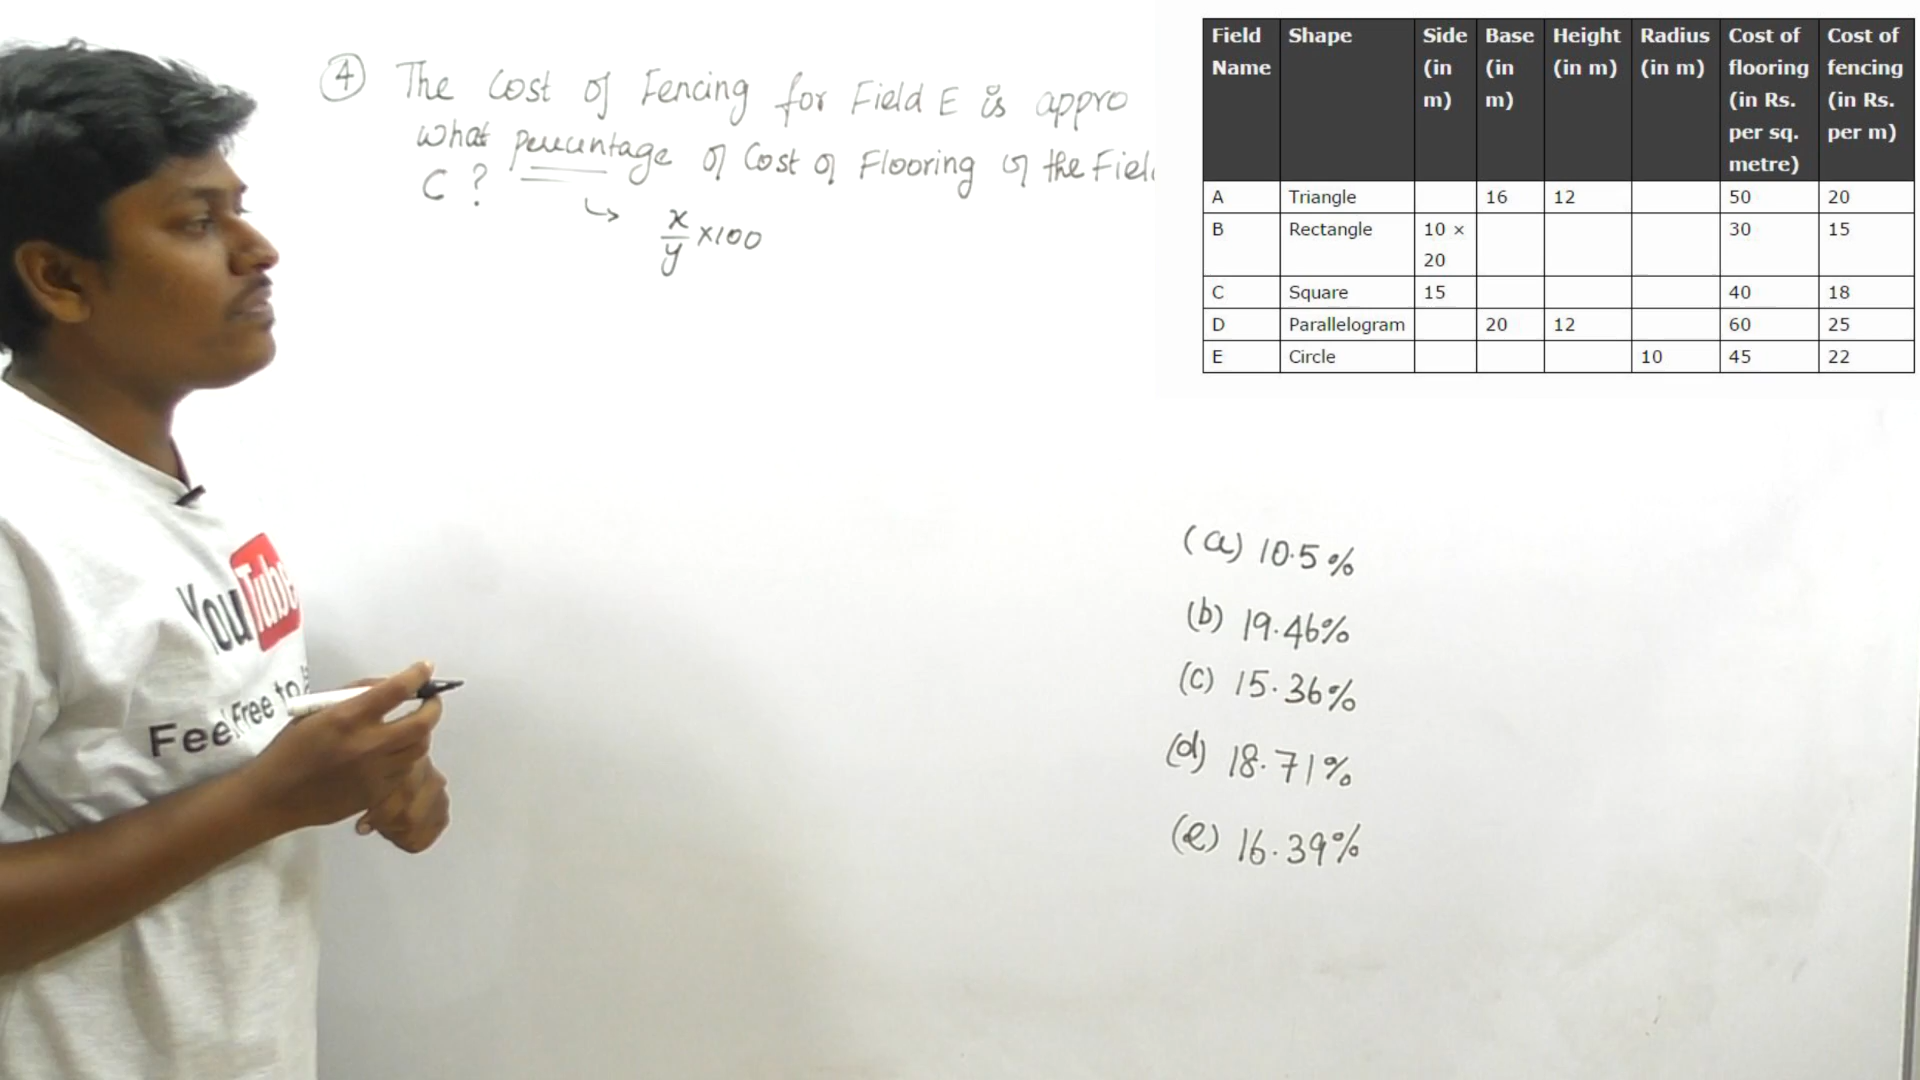 ④ The Cost of Fencing for Field E is appro
what percentage of Cost of Flooring of the Field
C ?
x/y ×100
Field Name | Shape | Side (in m) | Base (in m) | Height (in m) | Radius (in m) | Cost of flooring (in Rs. per sq. metre) | Cost of fencing (in Rs. per m)
A | Triangle | | 16 | 12 | | 50 | 20
B | Rectangle | 10 × 20 | | | | 30 | 15
C | Square | 15 | | | | 40 | 18
D | Parallelogram | | 20 | 12 | | 60 | 25
E | Circle | | | | 10 | 45 | 22
(a) 10.5%
(b) 19.46%
(c) 15.36%
(d) 18.71%
(e) 16.39%
YouTube
Feel Free to